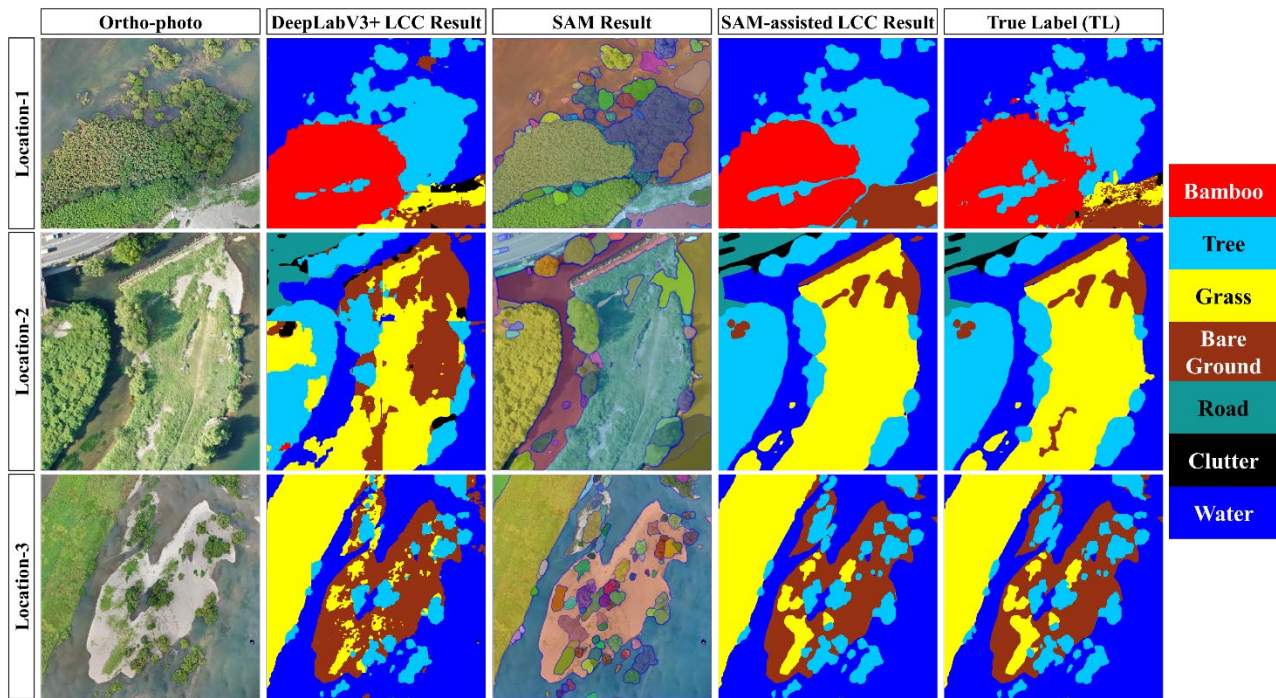 Ortho-photo
DeepLabV3+ LCC Result
SAM Result
SAM-assisted LCC Result
True Label (TL)
Location-1
Location-2
Location-3
Bamboo
Tree
Grass
Bare
Ground
Road
Clutter
Water